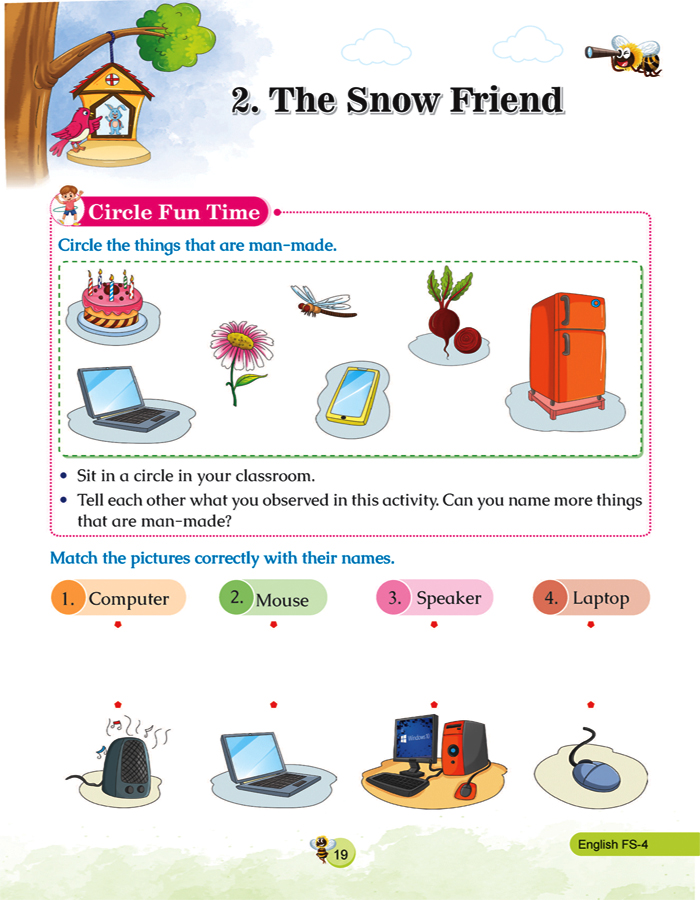 2. The Snow Friend
Circle Fun Time
Circle the things that are man-made.
• Sit in a circle in your classroom.
• Tell each other what you observed in this activity. Can you name more things
that are man-made?
Match the pictures correctly with their names.
1. Computer
2. Mouse
3. Speaker
4. Laptop
19
English FS-4